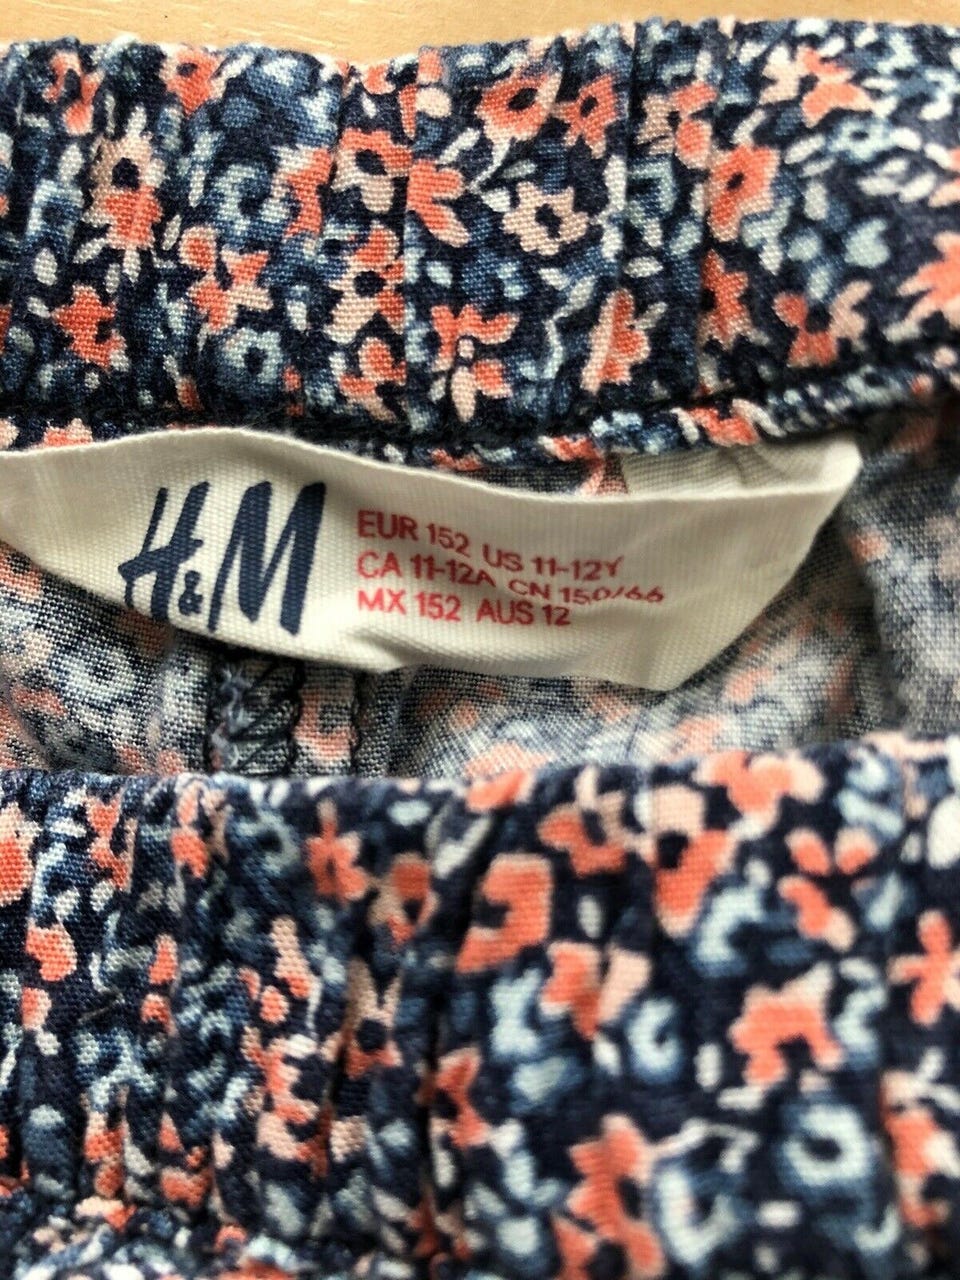 H&M
EUR 152 US 11-12Y
CA 11-12A CN 150/66
MX 152 AUS 12